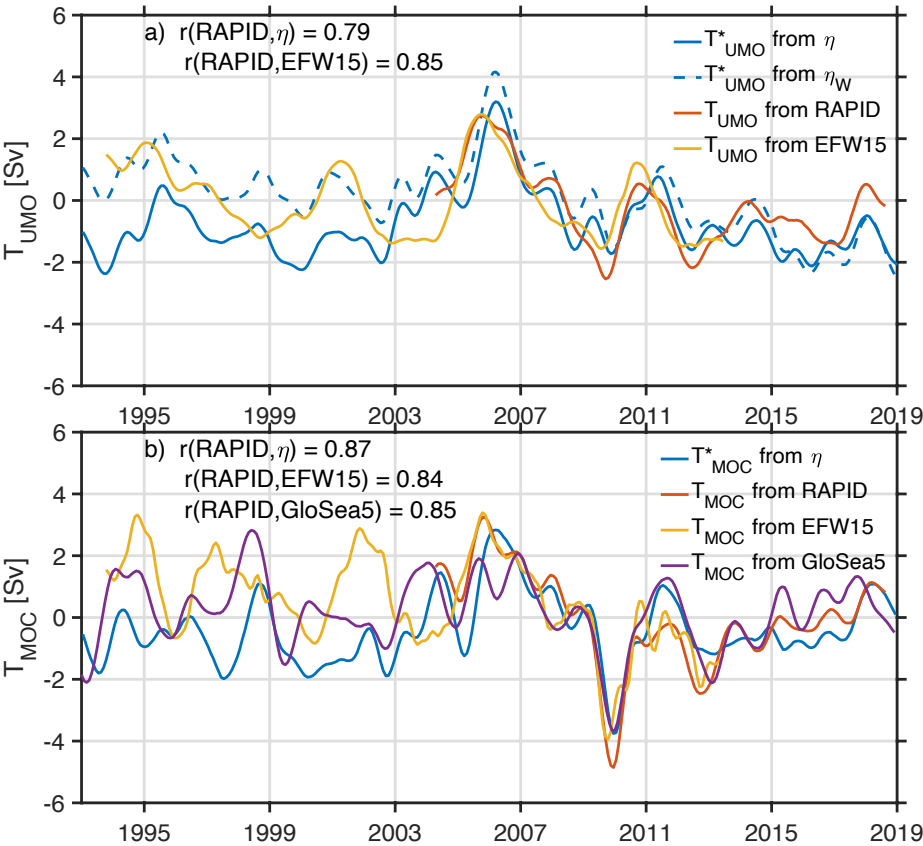 a) r(RAPID,η) = 0.79
r(RAPID,EFW15) = 0.85
T*UMO from η
T*UMO from ηW
TUMO from RAPID
TUMO from EFW15
TUMO [Sv]
6
4
2
0
-2
-4
-6
1995 1999 2003 2007 2011 2015 2019
b) r(RAPID,η) = 0.87
r(RAPID,EFW15) = 0.84
r(RAPID,GloSea5) = 0.85
T*MOC from η
TMOC from RAPID
TMOC from EFW15
TMOC from GloSea5
TMOC [Sv]
6
4
2
0
-2
-4
-6
1995 1999 2003 2007 2011 2015 2019